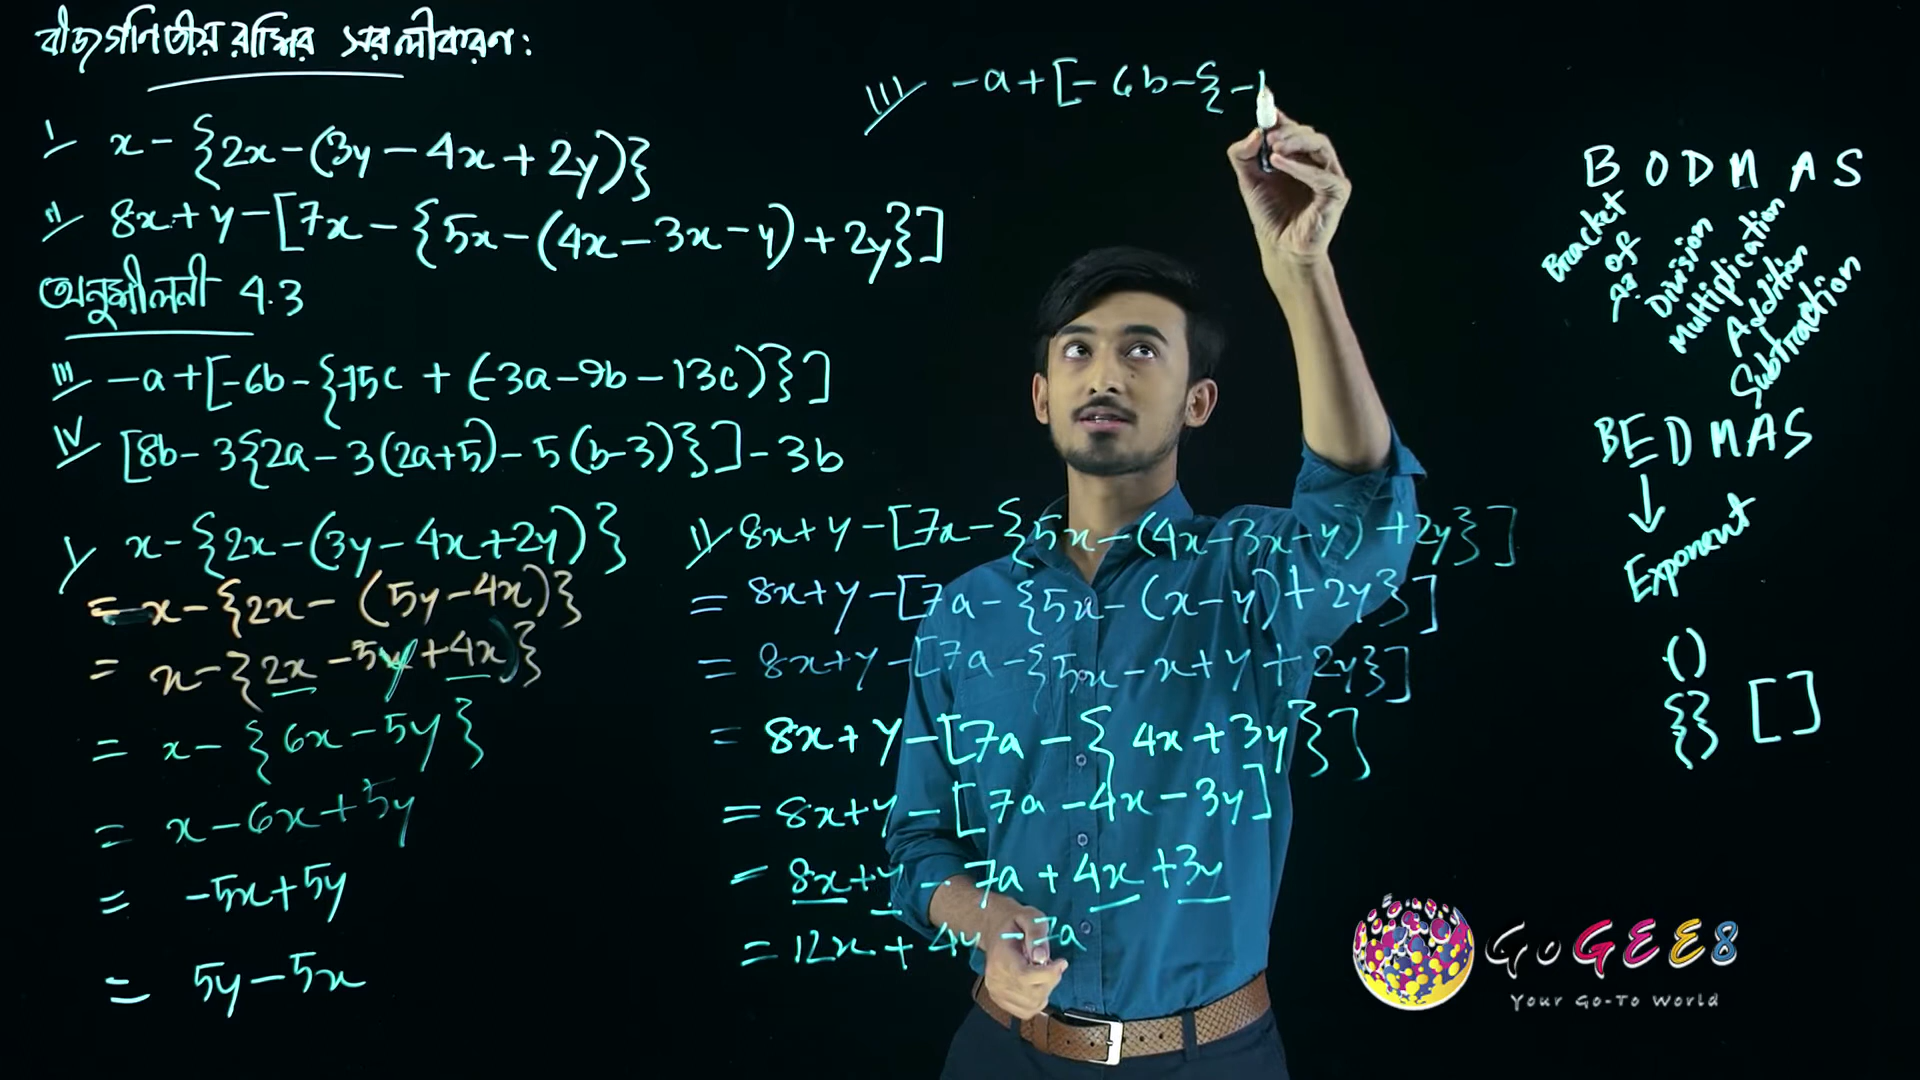 বীজগনিতীয় রাশির সরলীকরণ:
i x-{2x-(3y-4x+2y)}
ii 8x+y-[7x-{5x-(4x-3x-y)+2y}]
অনুশীলনী 4.3
iii -a+[-6b-{-15c+(-3a-9b-13c)}]
iv [8b-3{2a-3(2a+5)-5(b-3)}]-3b
i x-{2x-(3y-4x+2y)}
= x-{2x-(5y-4x)}
= x-{2x-5y+4x)}
= x-{6x-5y}
= x-6x+5y
= -5x+5y
= 5y-5x
ii 8x+y-[7a-{5x-(4x-3x-y)+2y}]
= 8x+y-[7a-{5x-(x-y)+2y}]
= 8x+y-[7a-{5x-x+y+2y}]
= 8x+y-[7a-{4x+3y}]
= 8x+y-[7a-4x-3y]
= 8x+y-7a+4x+3y
= 12x+4y-7a
iii -a+[-6b-{-1
B O D M A S
Bracket
of
Division
Multiplication
Addition
Subtraction
BEDMAS
Exponent
()
{} []
GoGEE8
Your Go-To World